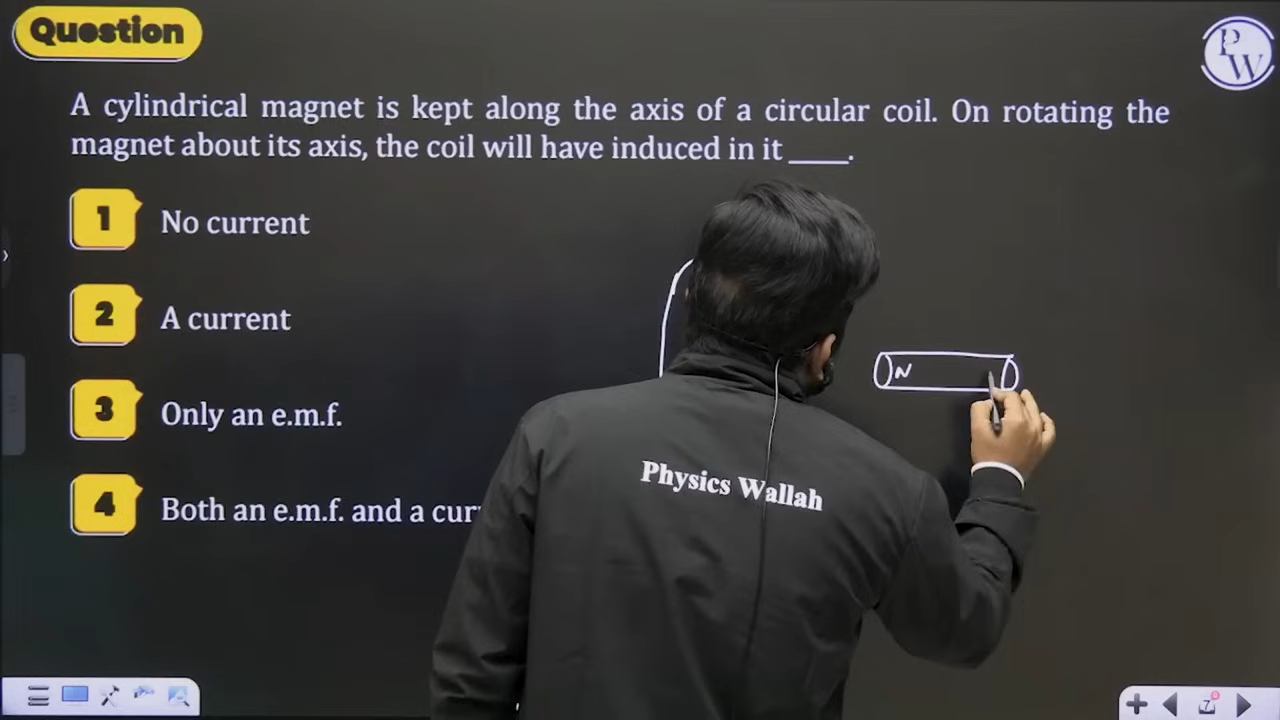 Question
PW
A cylindrical magnet is kept along the axis of a circular coil. On rotating the
magnet about its axis, the coil will have induced in it ____.
1 No current
2 A current
3 Only an e.m.f.
4 Both an e.m.f. and a
N
Physics Wallah
7